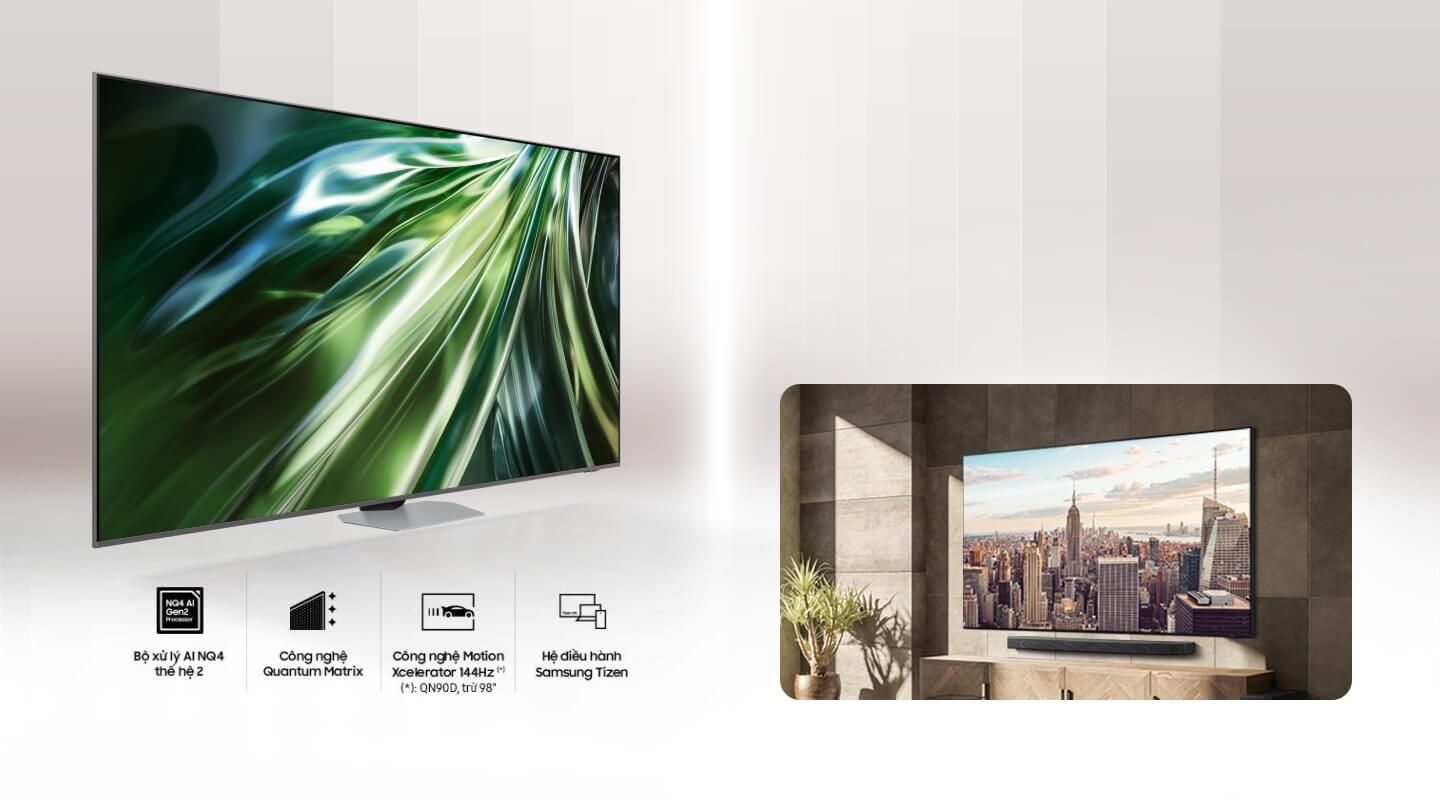 NQ4 AI
Gen2
Processor
Bộ xử lý AI NQ4
thế hệ 2
Công nghệ
Quantum Matrix
Công nghệ Motion
Xcelerator 144Hz (*)
(*): QN90D, trừ 98"
Hệ điều hành
Samsung Tizen